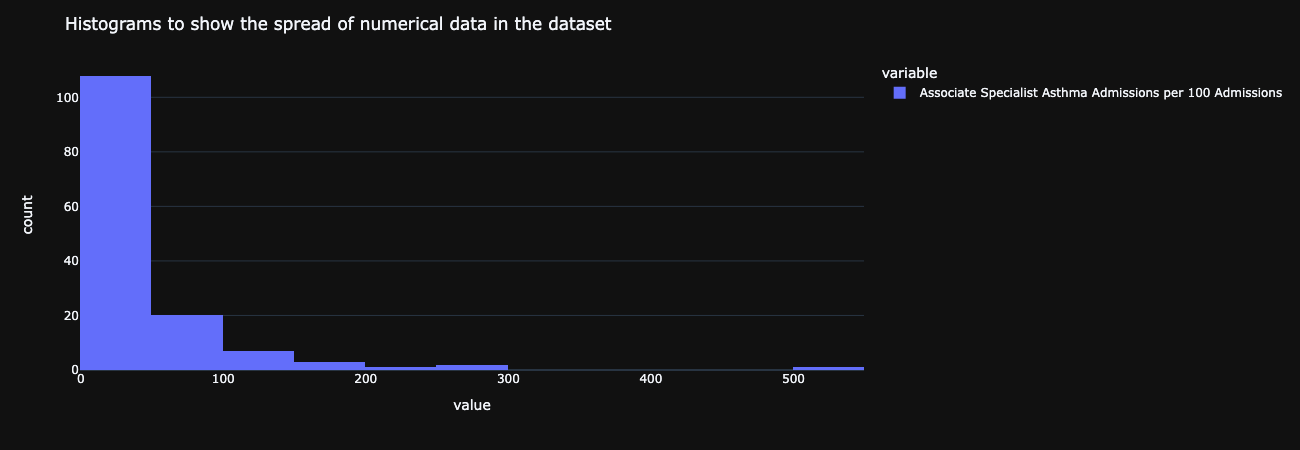 Histograms to show the spread of numerical data in the dataset
variable
Associate Specialist Asthma Admissions per 100 Admissions
count
100
80
60
40
20
0
0 100 200 300 400 500
value